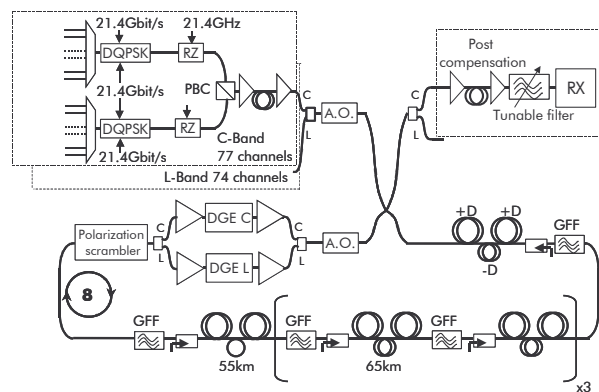 21.4Gbit/s
21.4GHz
DQPSK
RZ
21.4Gbit/s
PBC
DQPSK
RZ
21.4Gbit/s
C-Band
77 channels
L-Band 74 channels
C
L
A.O.
C
L
Post
compensation
RX
Tunable filter
Polarization
scrambler
C
L
DGE C
DGE L
C
L
A.O.
+D
+D
-D
GFF
8
GFF
55km
GFF
65km
GFF
x3